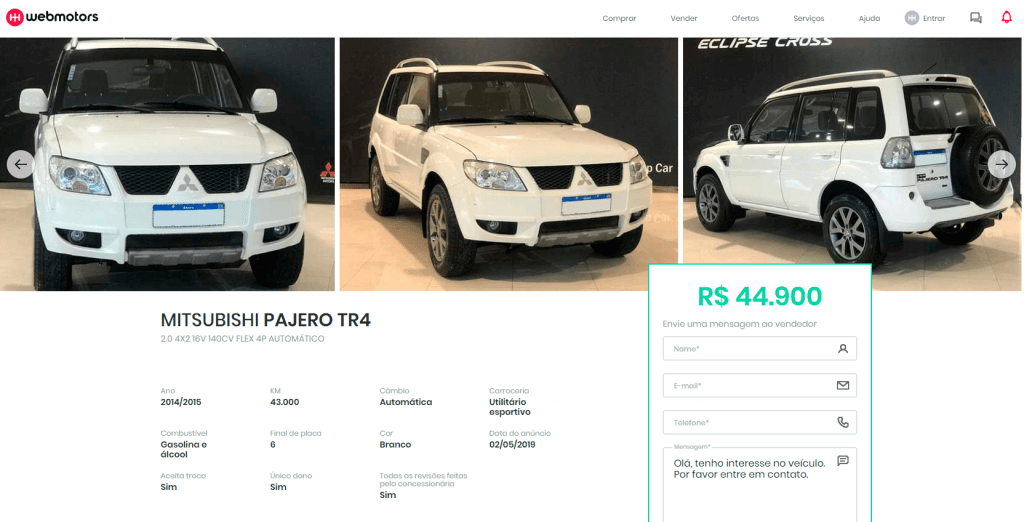 webmotors
Comprar
Vender
Ofertas
Serviços
Ajuda
Entrar
ECLIPSE CROSS
Car
PAJERO TR4
R$ 44.900
Envie uma mensagem ao vendedor
Nome*
E-mail*
Telefone*
Mensagem*
Olá, tenho interesse no veículo.
Por favor entre em contato.
MITSUBISHI PAJERO TR4
2.0 4X2 16V 140CV FLEX 4P AUTOMÁTICO
Ano
2014/2015
KM
43.000
Câmbio
Automática
Carroceria
Utilitário
esportivo
Combustível
Gasolina e
álcool
Final de placa
6
Cor
Branco
Data do anúncio
02/05/2019
Aceita troca
Sim
Único dono
Sim
Todas as revisões feitas
pelo concessionária
Sim